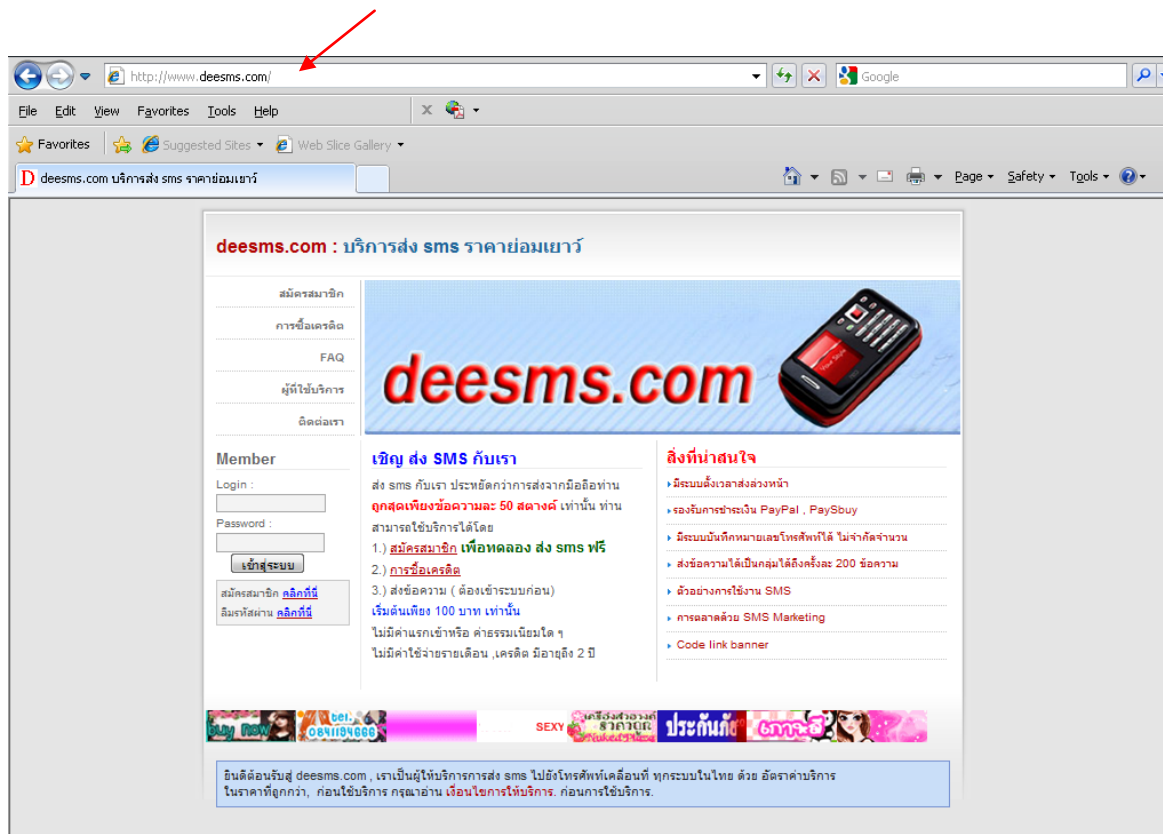 http://www.deesms.com/
Google
File Edit View Favorites Tools Help
Favorites Suggested Sites Web Slice Gallery
deesms.com บริการส่ง sms ราคาย่อมเยาว์
Page Safety Tools
deesms.com : บริการส่ง sms ราคาย่อมเยาว์
สมัครสมาชิก
การซื้อเครดิต
FAQ
ผู้ที่ใช้บริการ
ติดต่อเรา
deesms.com
Member
Login :
Password :
เข้าสู่ระบบ
สมัครสมาชิก คลิกที่นี่
ลืมรหัสผ่าน คลิกที่นี่
เชิญ ส่ง SMS กับเรา
ส่ง sms กับเรา ประหยัดกว่าการส่งจากมือถือท่าน
ถูกสุดเพียงข้อความละ 50 สตางค์ เท่านั้น ท่าน
สามารถใช้บริการได้โดย
1.) สมัครสมาชิก เพื่อทดลอง ส่ง sms ฟรี
2.) การซื้อเครดิต
3.) ส่งข้อความ ( ต้องเข้าระบบก่อน)
เริ่มต้นเพียง 100 บาท เท่านั้น
ไม่มีค่าแรกเข้าหรือ ค่าธรรมเนียมใด ๆ
ไม่มีค่าใช้จ่ายรายเดือน ,เครดิต มีอายุถึง 2 ปี
สิ่งที่น่าสนใจ
มีระบบตั้งเวลาส่งล่วงหน้า
รองรับการชำระเงิน PayPal , PaySbuy
มีระบบบันทึกหมายเลขโทรศัพท์ได้ ไม่จำกัดจำนวน
ส่งข้อความได้เป็นกลุ่มได้ถึงครั้งละ 200 ข้อความ
ตัวอย่างการใช้งาน SMS
การตลาดด้วย SMS Marketing
Code link banner
buy now tel. 0841194666 SEXY ราคาถูก ประกันภัย
ยินดีต้อนรับสู่ deesms.com , เราเป็นผู้ให้บริการการส่ง sms ไปยังโทรศัพท์เคลื่อนที่ ทุกระบบในไทย ด้วย อัตราค่าบริการ
ในราคาที่ถูกกว่า, ก่อนใช้บริการ กรุณาอ่าน เงื่อนไขการให้บริการ. ก่อนการใช้บริการ.